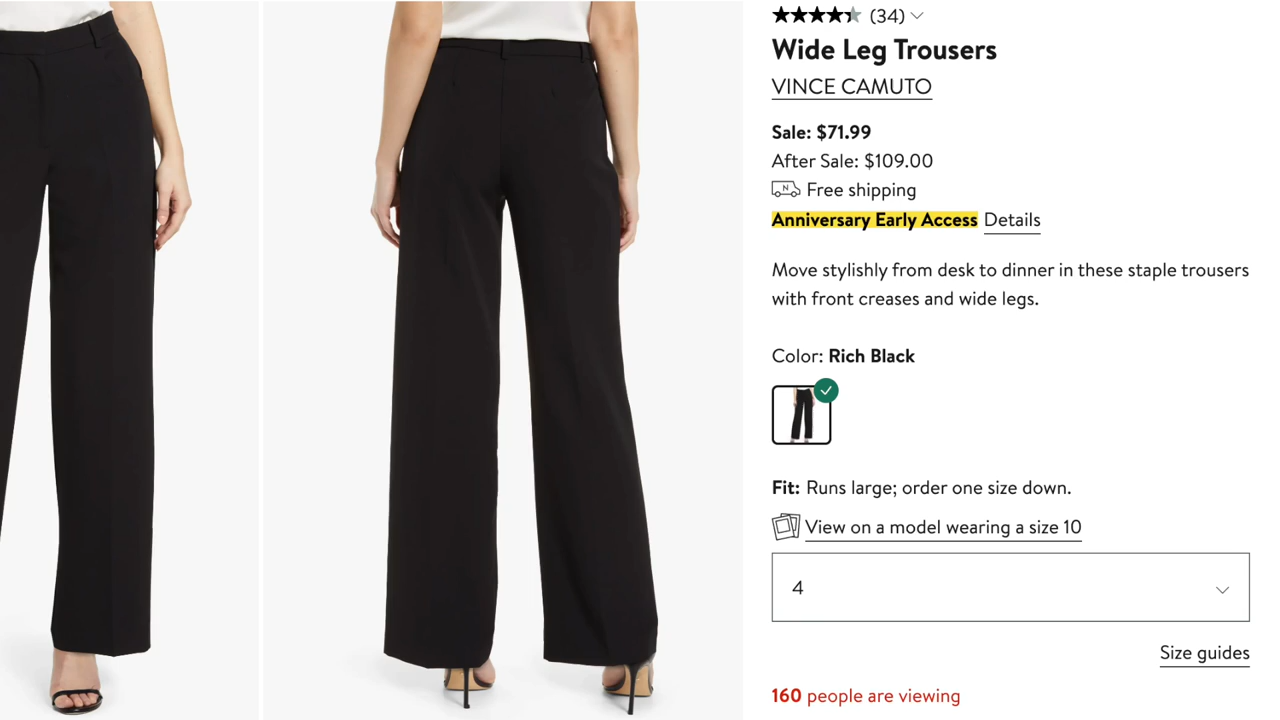 (34)
Wide Leg Trousers
VINCE CAMUTO
Sale: $71.99
After Sale: $109.00
N Free shipping
Anniversary Early Access Details
Move stylishly from desk to dinner in these staple trousers
with front creases and wide legs.
Color: Rich Black
Fit: Runs large; order one size down.
View on a model wearing a size 10
4
Size guides
160 people are viewing